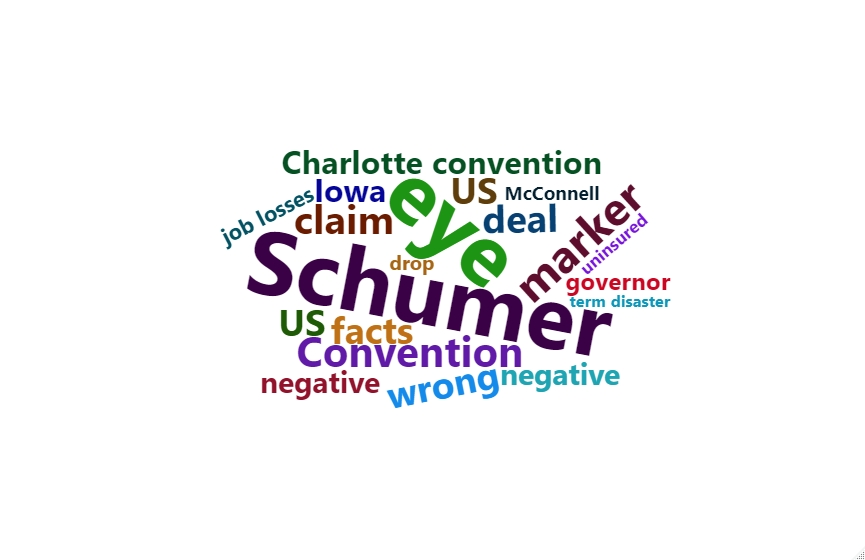 Charlotte convention
Iowa
eye
US
McConnell
job losses
claim
deal
marker
uninsured
Schumer
drop
governor
term disaster
US
facts
Convention
negative
wrong
negative